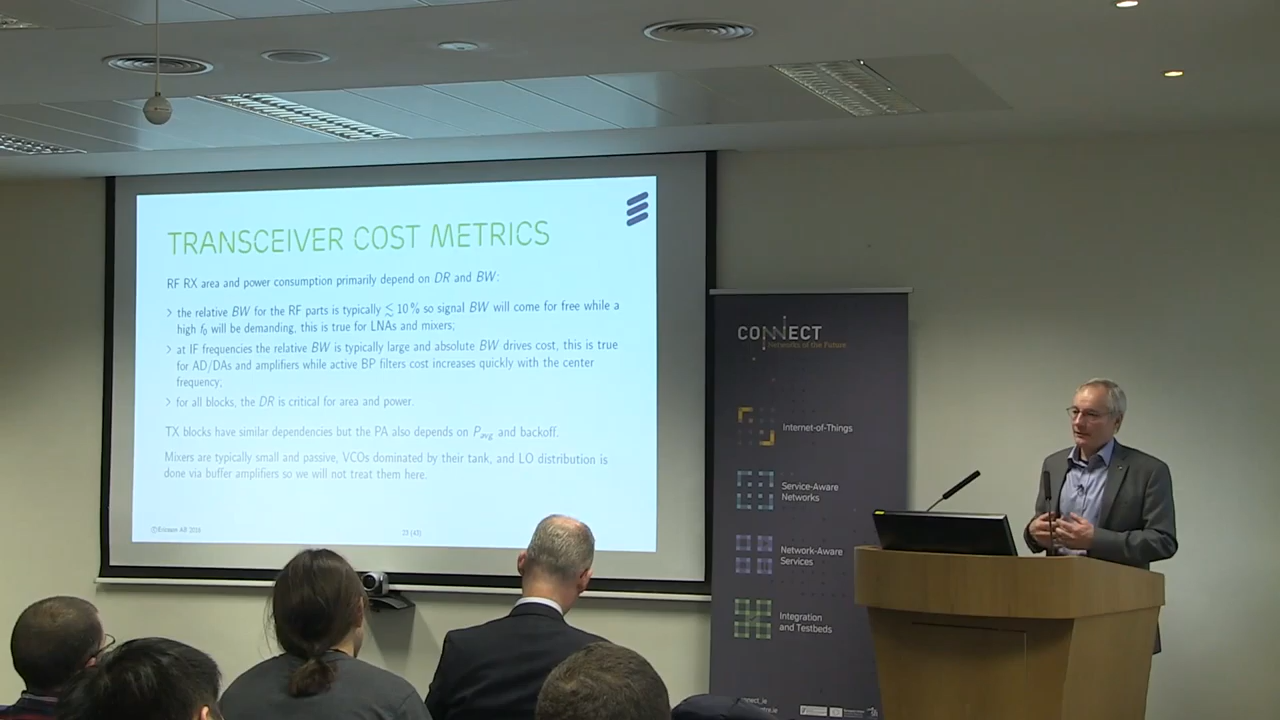 TRANSCEIVER COST METRICS
RF RX area and power consumption primarily depend on DR and BW:
> the relative BW for the RF parts is typically ≲ 10 % so signal BW will come for free while a
high f0 will be demanding, this is true for LNAs and mixers;
> at IF frequencies the relative BW is typically large and absolute BW drives cost, this is true
for AD/DAs and amplifiers while active BP filters cost increases quickly with the center
frequency;
> for all blocks, the DR is critical for area and power.
TX blocks have similar dependencies but the PA also depends on Pavg and backoff.
Mixers are typically small and passive, VCOs dominated by their tank, and LO distribution is
done via buffer amplifiers so we will not treat them here.
©Ericsson AB 2016
23 (43)
CONNECT
Networks of the Future
Internet-of-Things
Service-Aware
Networks
Network-Aware
Services
Integration
and Testbeds